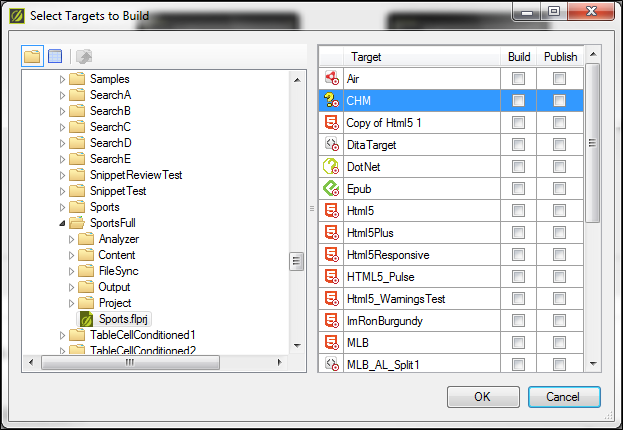 Select Targets to Build
Samples
SearchA
SearchB
SearchC
SearchD
SearchE
SnippetReviewTest
SnippetTest
Sports
SportsFull
Analyzer
Content
FileSync
Output
Project
Sports.flprj
TableCellConditioned1
TableCellConditioned2
Target Build Publish
Air
CHM
Copy of Html5 1
DitaTarget
DotNet
Epub
Html5
Html5Plus
Html5Responsive
HTML5_Pulse
Html5_WarningsTest
ImRonBurgundy
MLB
MLB_AL_Split1
OK Cancel